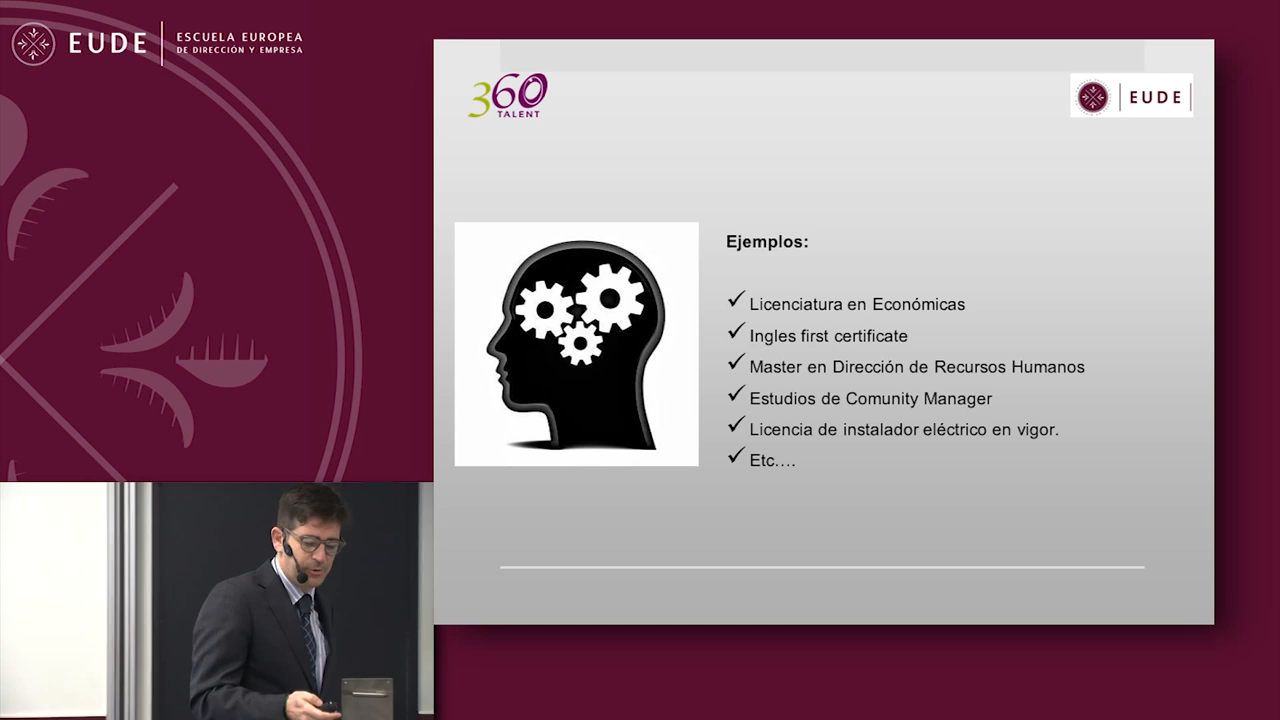 EUDE
ESCUELA EUROPEA
DE DIRECCIÓN Y EMPRESA
360
TALENT
EUDE
Ejemplos:
Licenciatura en Económicas
Ingles first certificate
Master en Dirección de Recursos Humanos
Estudios de Comunity Manager
Licencia de instalador eléctrico en vigor.
Etc....